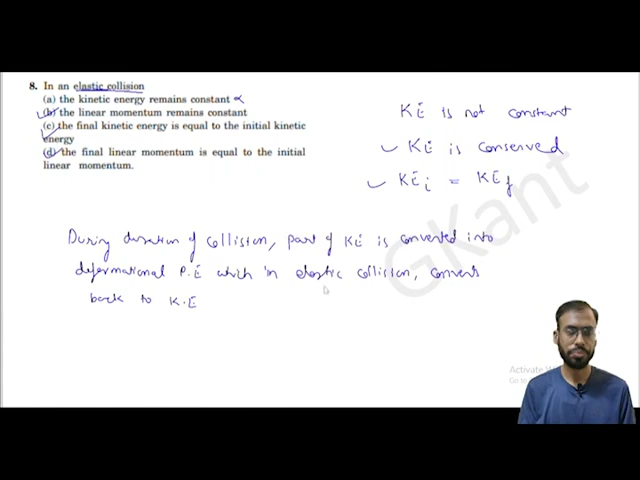 8. In an elastic collision
(a) the kinetic energy remains constant
(b) the linear momentum remains constant
(c) the final kinetic energy is equal to the initial kinetic
energy
(d) the final linear momentum is equal to the initial
linear momentum.
KE is not constant
KE is conserved
KEi = KEf
During duration of collision, part of KE is converted into
deformational P.E which in elastic collision, converts
back to K.E
GKant
Activate
Go to